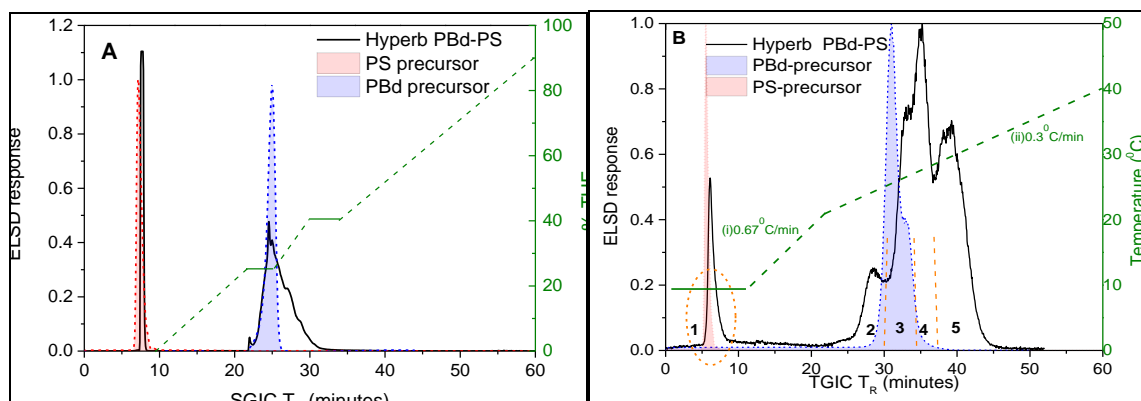 A
Hyperb PBd-PS
PS precursor
PBd precursor
ELSD response
1.2
1.0
0.8
0.6
0.4
0.2
0.0
100
80
60
40
20
0
0 10 20 30 40 50 60
(minutes)
B
Hyperb PBd-PS
PBd-precursor
PS-precursor
ELSD response
1.0
0.8
0.6
0.4
0.2
0.0
(i)0.67⁰C/min
(ii)0.3⁰C/min
1 2 3 4 5
Temperature (⁰C)
50
40
30
20
10
0
0 10 20 30 40 50 60
TGIC T_R (minutes)